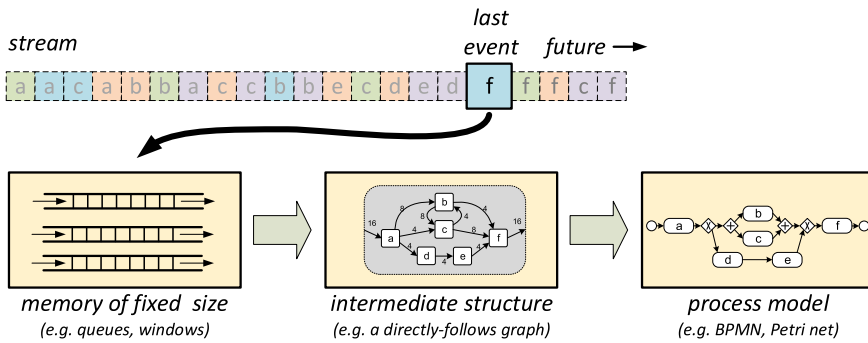 last
stream
event future
a a c a b b a c c b b e c d e d f f f c f
16 8 8 4 4 4 8 4 4 4 16
a b c d e f
a b c d e f
memory of fixed size intermediate structure process model
(e.g. queues, windows) (e.g. a directly-follows graph) (e.g. BPMN, Petri net)